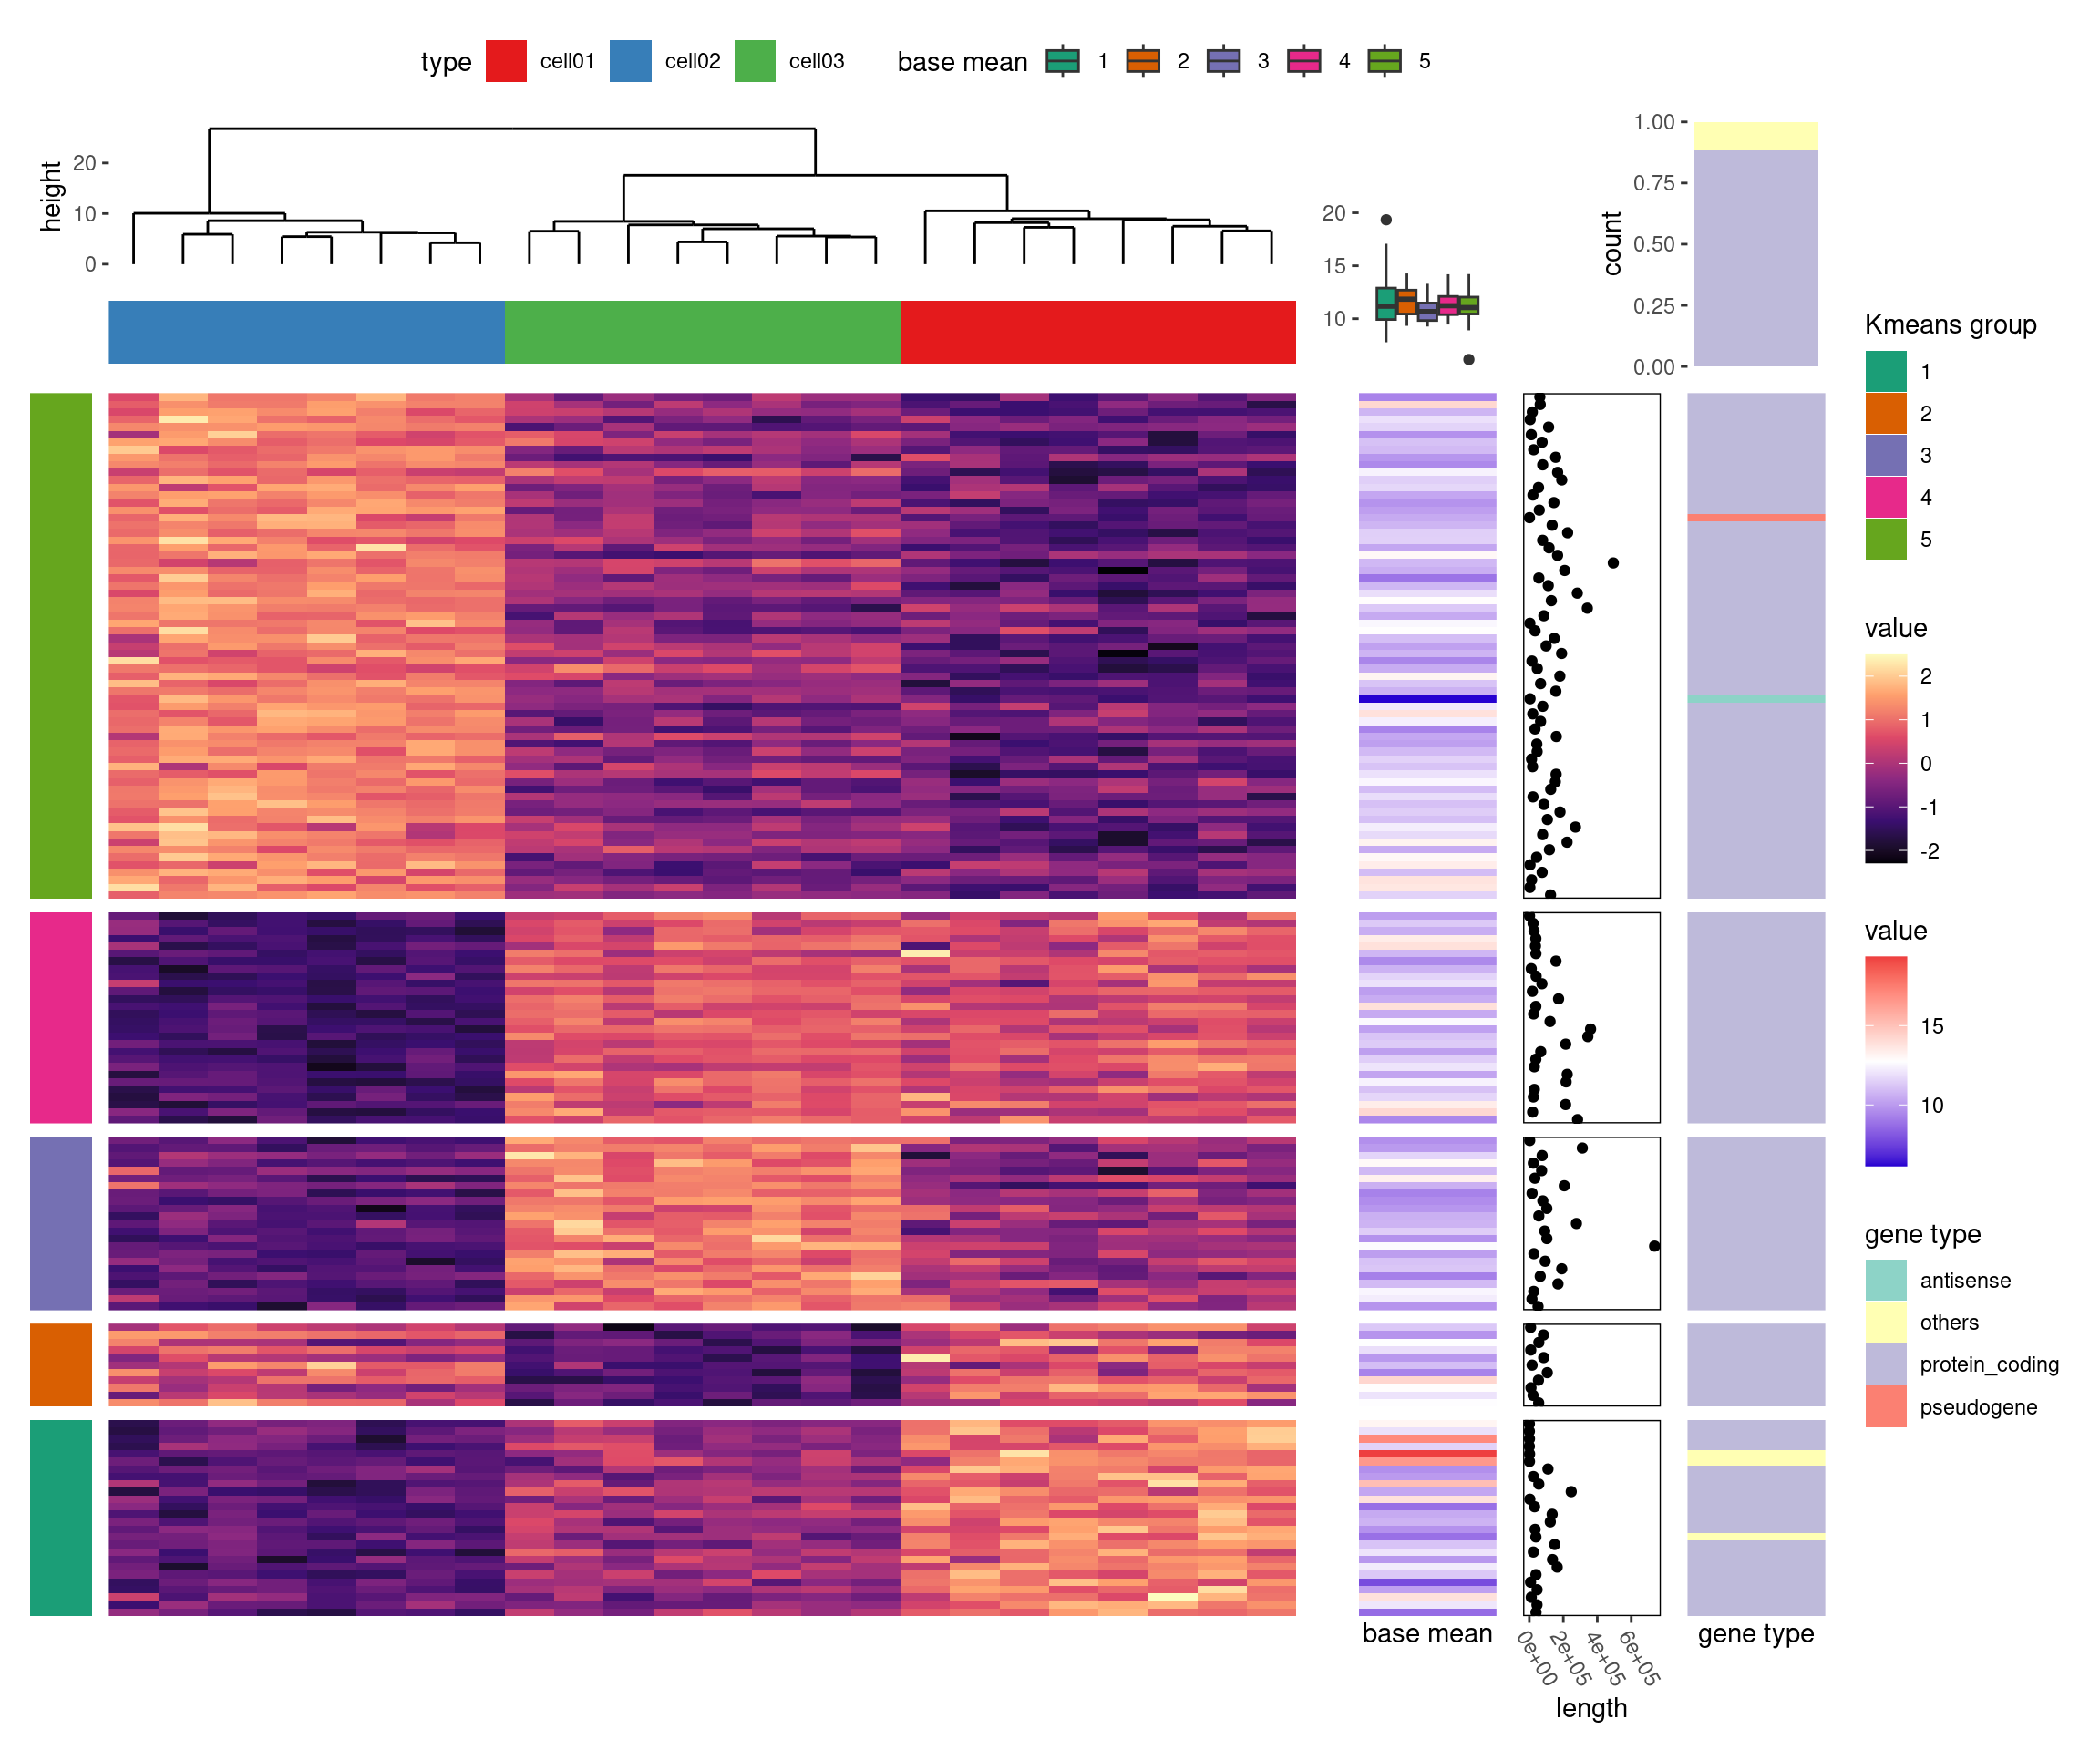 type cell01 cell02 cell03 base mean 1 2 3 4 5
height
20
10
0
20
15
10
count
1.00
0.75
0.50
0.25
0.00
Kmeans group
1
2
3
4
5
value
2
1
0
-1
-2
value
15
10
gene type
antisense
others
protein_coding
pseudogene
base mean
0e+00 2e+05 4e+05 6e+05
length
gene type